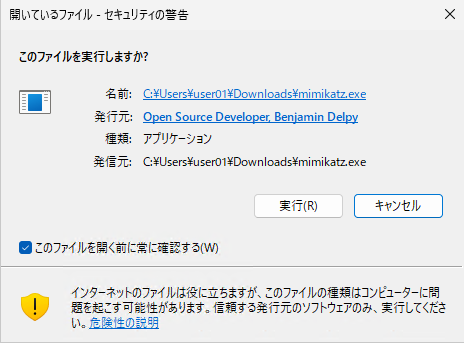 開いているファイル - セキュリティの警告
このファイルを実行しますか?
名前: C:¥Users¥user01¥Downloads¥mimikatz.exe
発行元: Open Source Developer, Benjamin Delpy
種類: アプリケーション
発信元: C:¥Users¥user01¥Downloads¥mimikatz.exe
実行(R) キャンセル
このファイルを開く前に常に確認する(W)
インターネットのファイルは役に立ちますが、このファイルの種類はコンピューターに問
題を起こす可能性があります。信頼する発行元のソフトウェアのみ、実行してくださ
い。危険性の説明